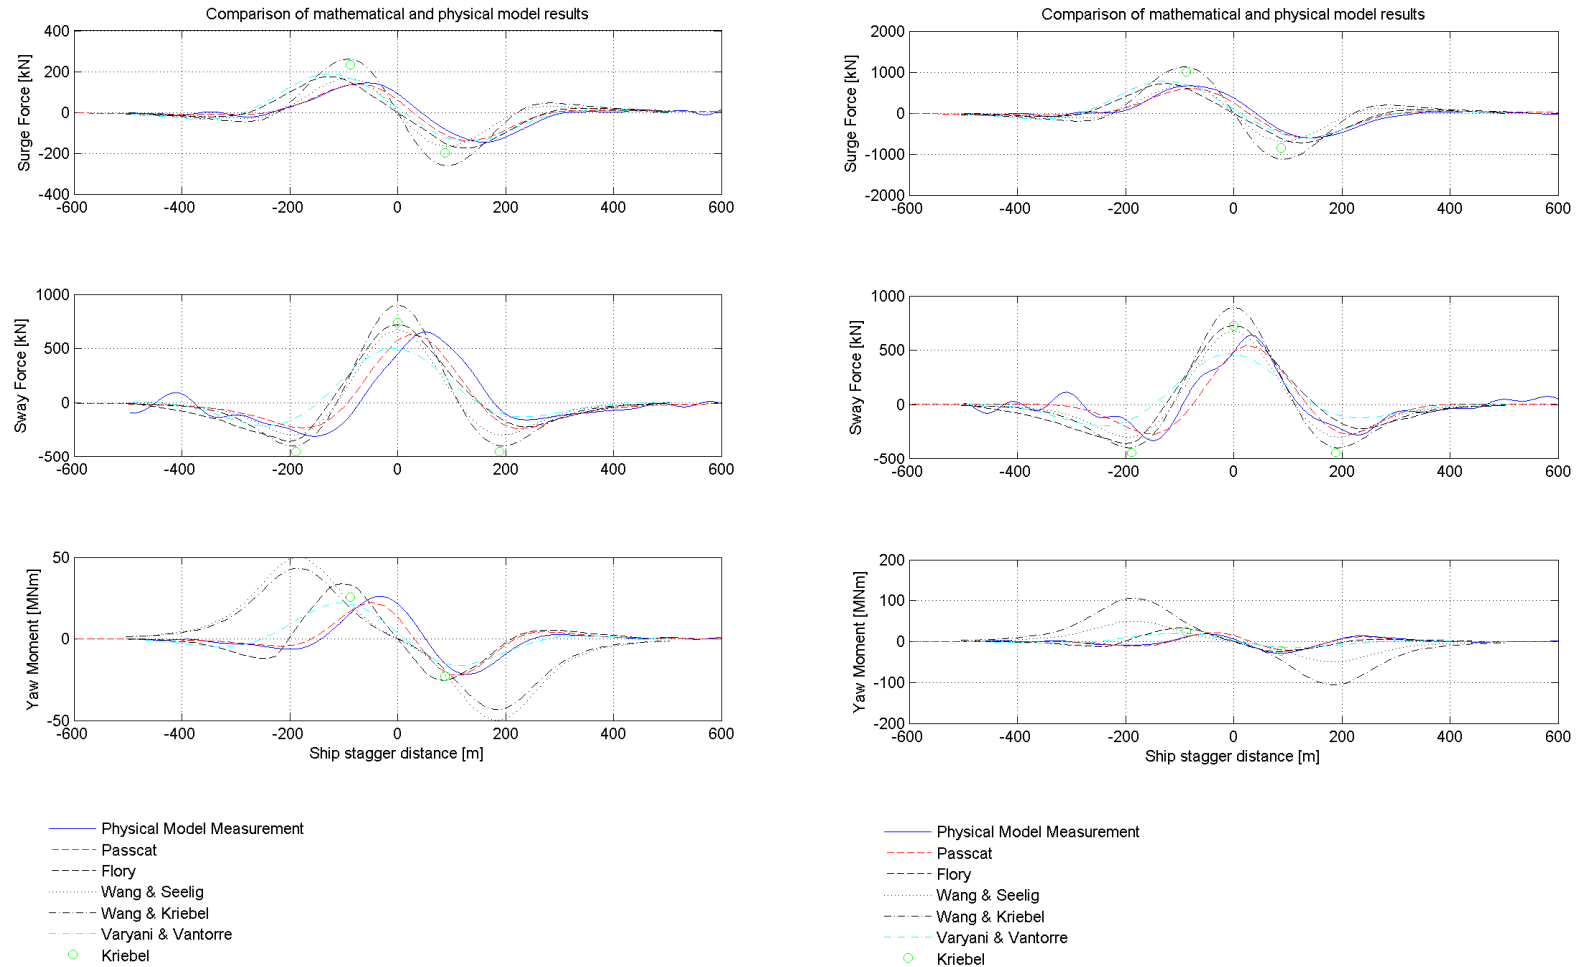 Comparison of mathematical and physical model results
400
200
0
-200
-400
Surge Force [kN]
-600 -400 -200 0 200 400 600
1000
500
0
-500
Sway Force [kN]
-600 -400 -200 0 200 400 600
50
0
-50
Yaw Moment [MNm]
-600 -400 -200 0 200 400 600
Ship stagger distance [m]
Physical Model Measurement
Passcat
Flory
Wang & Seelig
Wang & Kriebel
Varyani & Vantorre
Kriebel
Comparison of mathematical and physical model results
2000
1000
0
-1000
-2000
Surge Force [kN]
-600 -400 -200 0 200 400 600
1000
500
0
-500
Sway Force [kN]
-600 -400 -200 0 200 400 600
200
100
0
-100
-200
Yaw Moment [MNm]
-600 -400 -200 0 200 400 600
Ship stagger distance [m]
Physical Model Measurement
Passcat
Flory
Wang & Seelig
Wang & Kriebel
Varyani & Vantorre
Kriebel